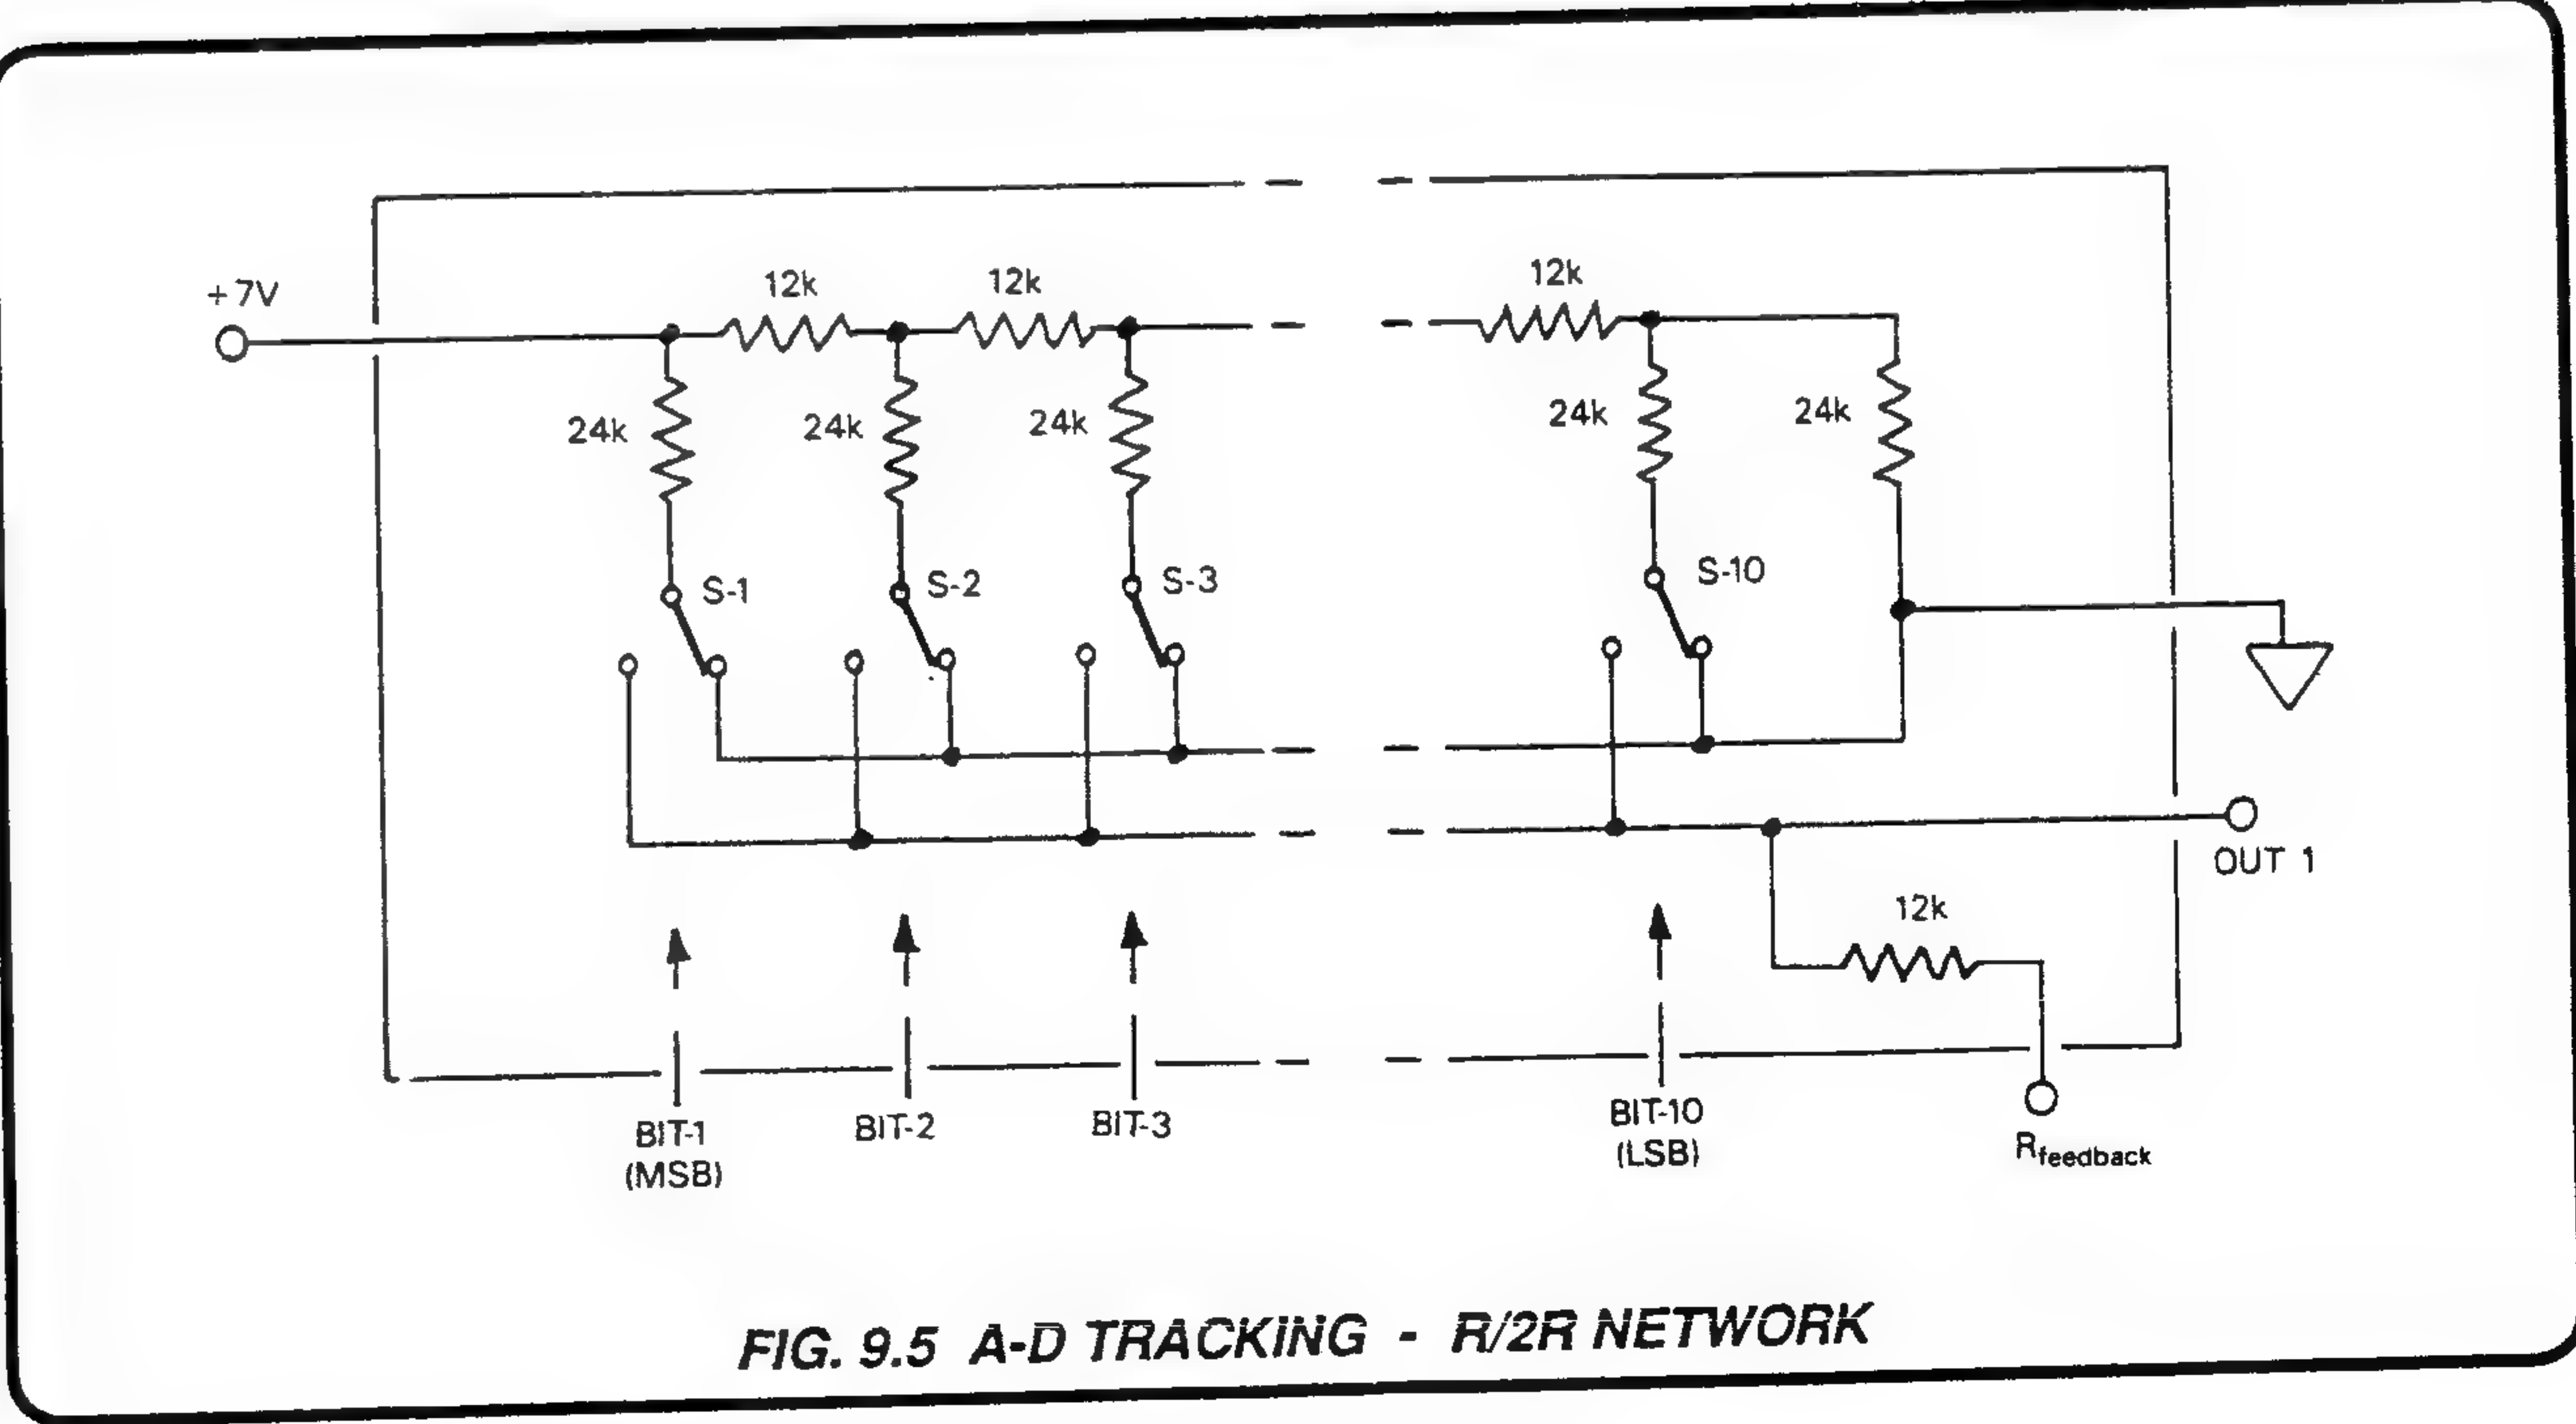 +7V
12k
12k
12k
24k
24k
24k
24k
24k
S-1
S-2
S-3
S-10
OUT 1
12k
BIT-1
(MSB)
BIT-2
BIT-3
BIT-10
(LSB)
Rfeedback
FIG. 9.5 A-D TRACKING - R/2R NETWORK